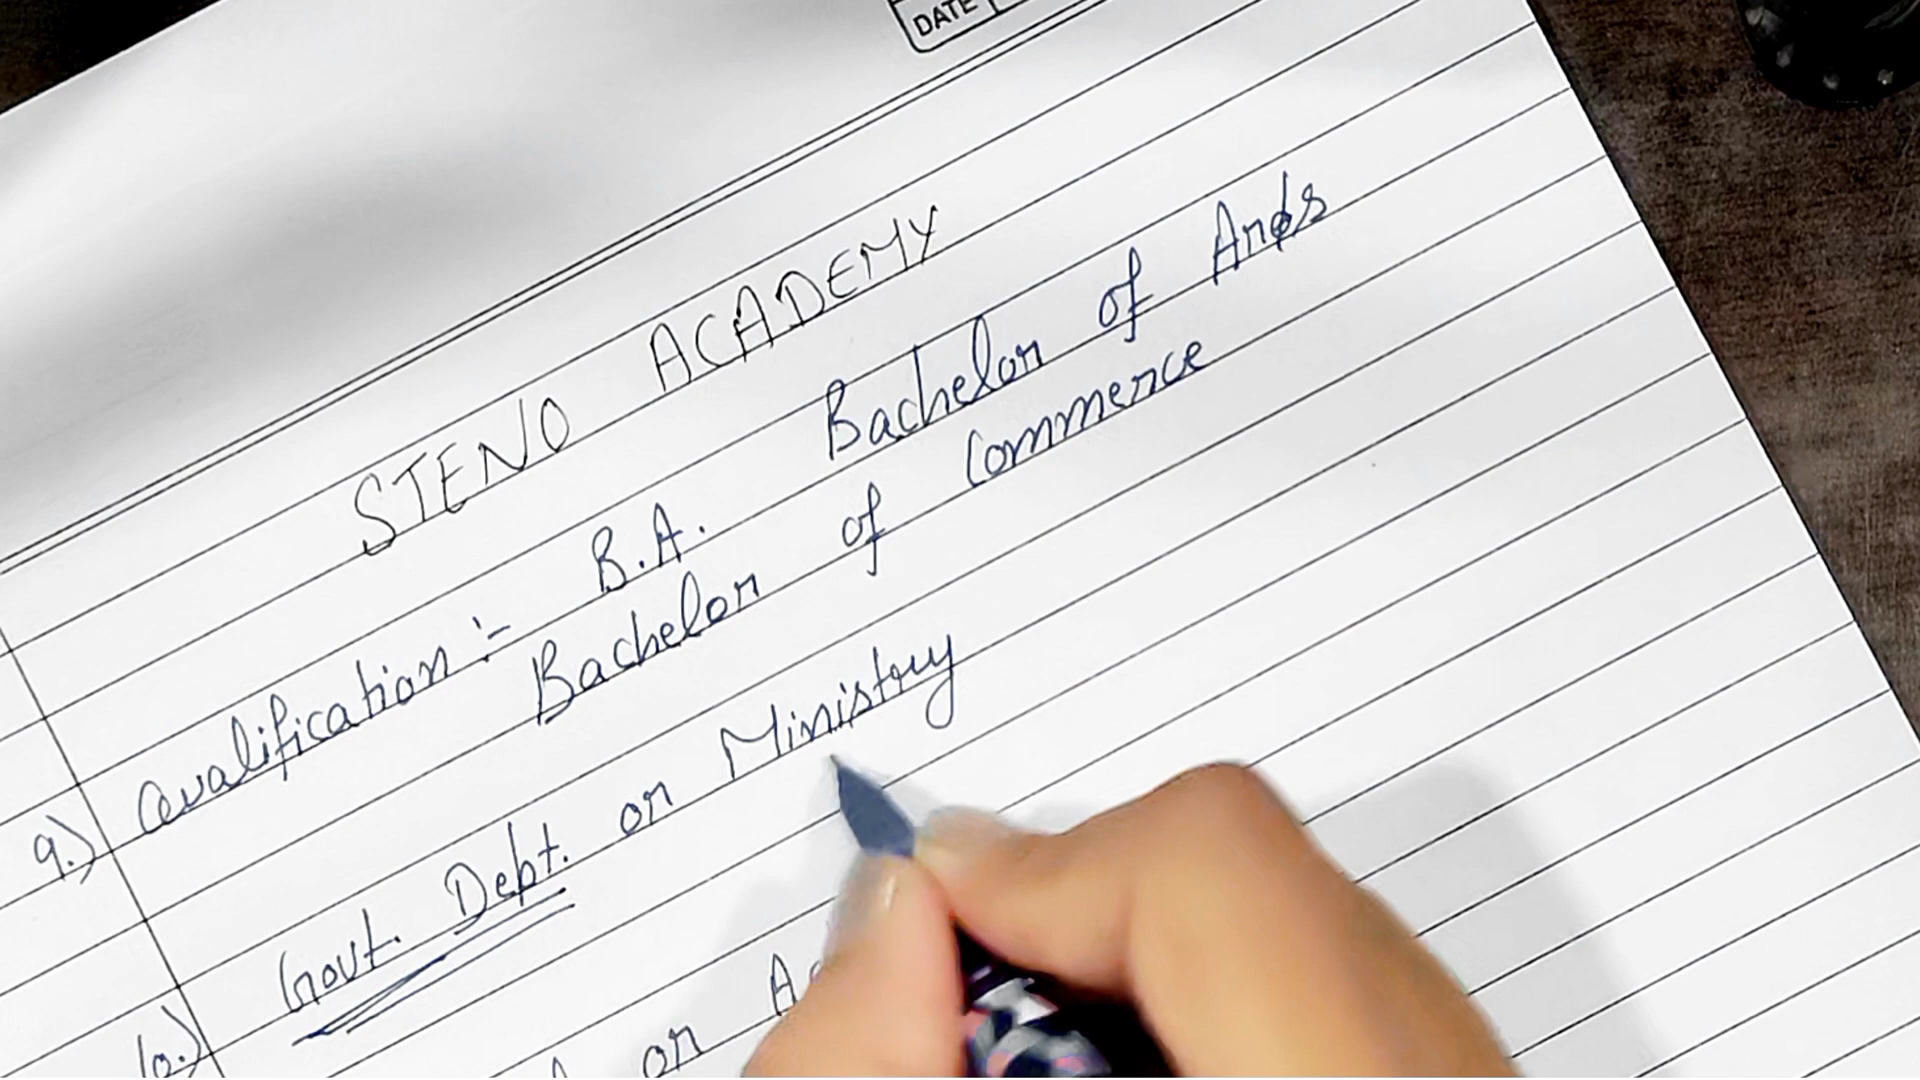 DATE
STENO ACADEMY
9.) Qualification :- B.A. Bachelor of Arts
Bachelor of Commerce
10.) Govt. Dept. or Ministry
or